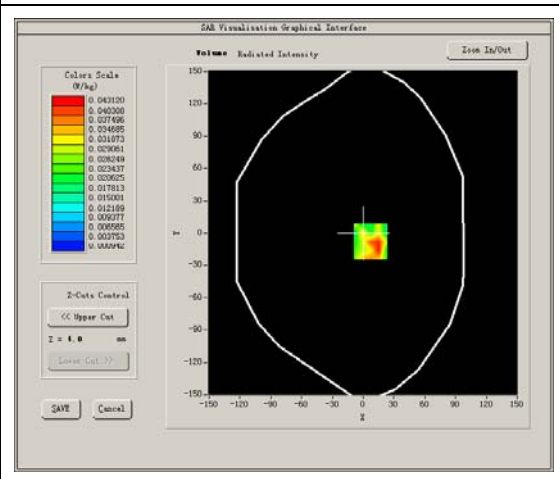 SAR Visualisation Graphical Interface
Volume Radiated Intensity
Zoom In/Out
Colors Scale
(W/kg)
0.043120
0.040308
0.037496
0.034685
0.031873
0.029061
0.026249
0.023437
0.020625
0.017813
0.015001
0.012189
0.009377
0.006565
0.003753
0.000942
Z-Cuts Control
<< Upper Cut
Z = 4.0 mm
Lower Cut >>
SAVE
Cancel
150
120
90
60
30
0
-30
-60
-90
-120
-150
Y
-150 -120 -90 -60 -30 0 30 60 90 120 150
X